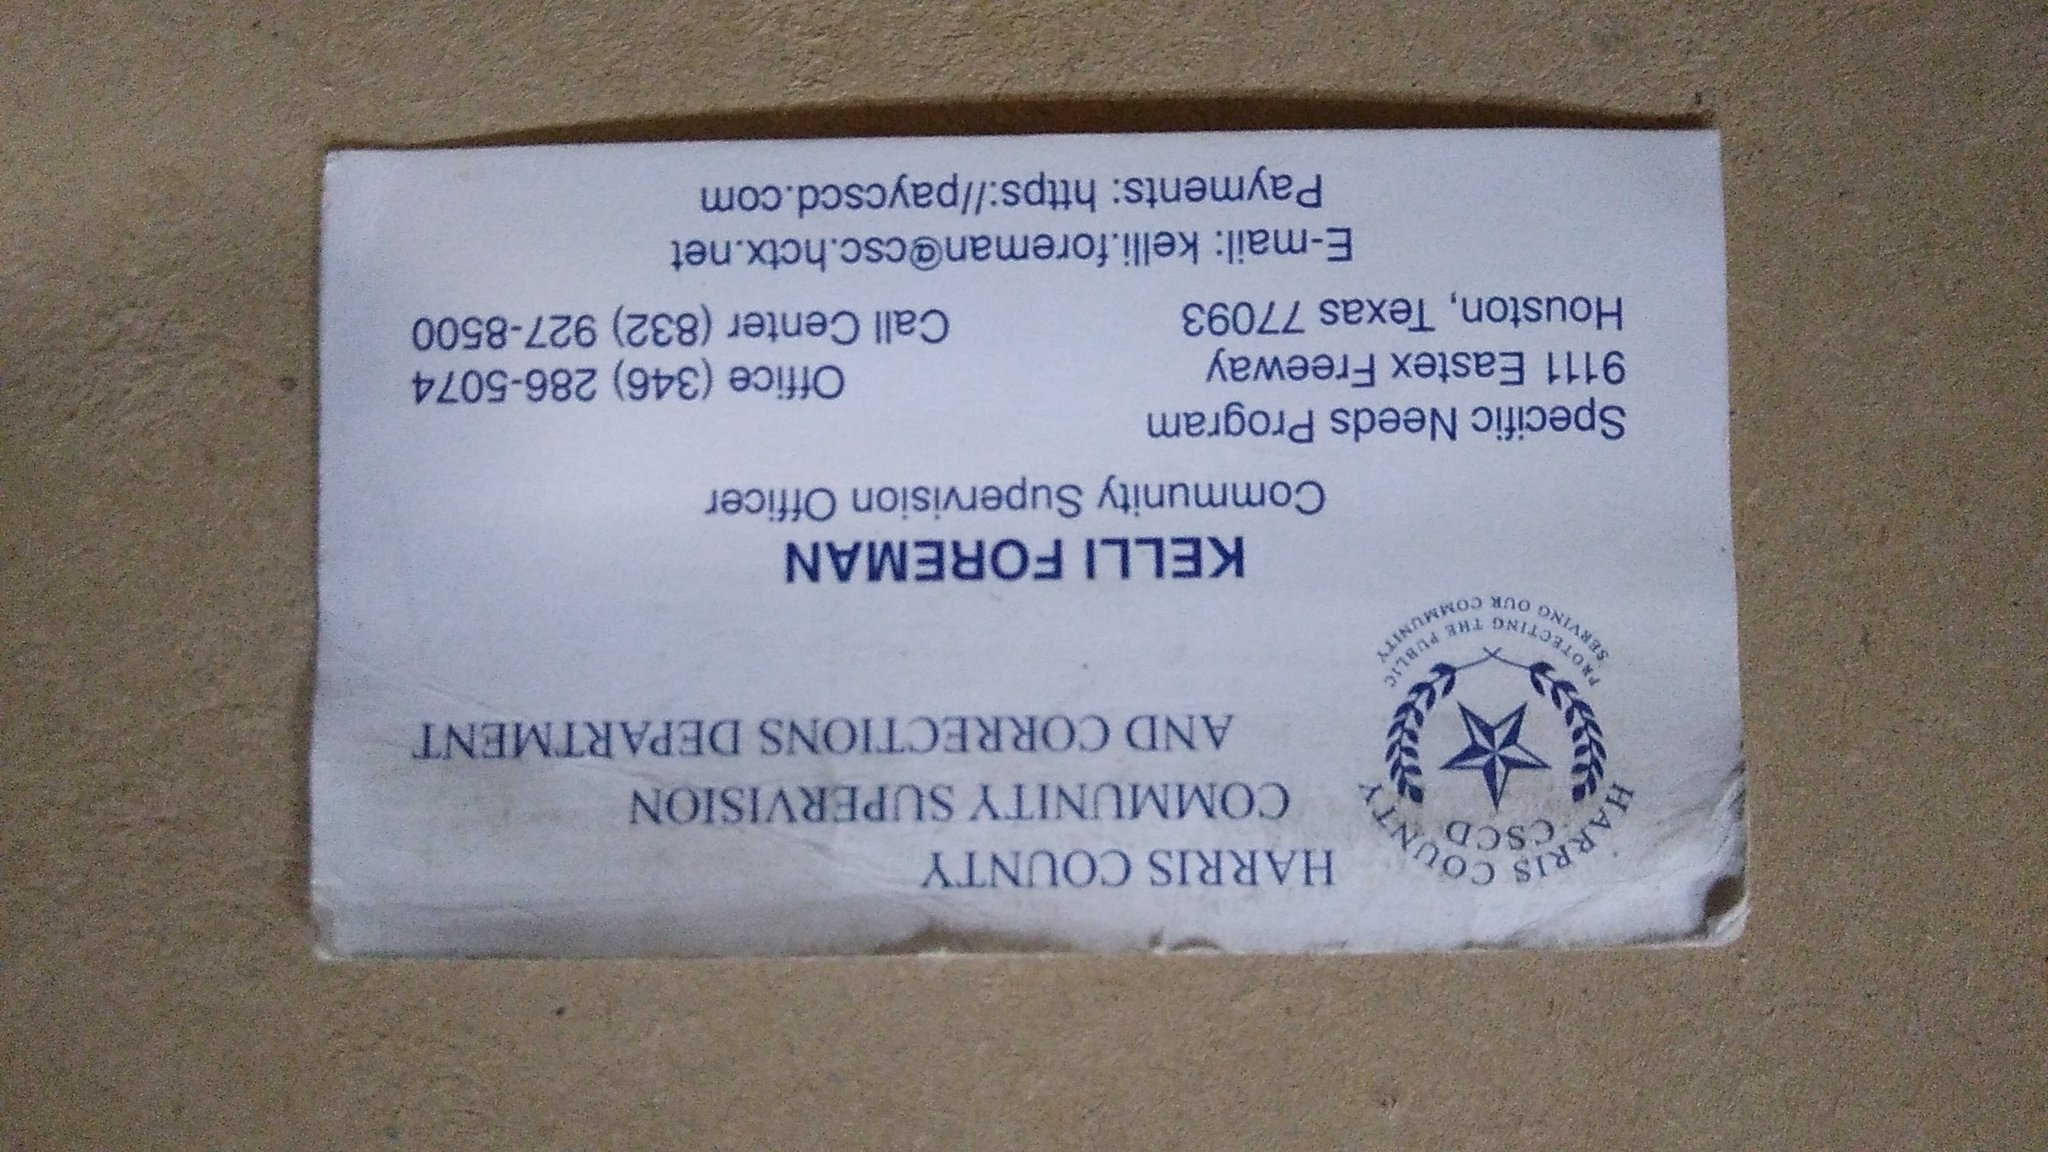 HARRIS COUNTY
CSCD
PROTECTING THE PUBLIC
SERVING OUR COMMUNITY
HARRIS COUNTY
COMMUNITY SUPERVISION
AND CORRECTIONS DEPARTMENT
KELLI FOREMAN
Community Supervision Officer
Specific Needs Program
9111 Eastex Freeway
Houston, Texas 77093
Office (346) 286-5074
Call Center (832) 927-8500
E-mail: kelli.foreman@csc.hctx.net
Payments: https://paycscd.com